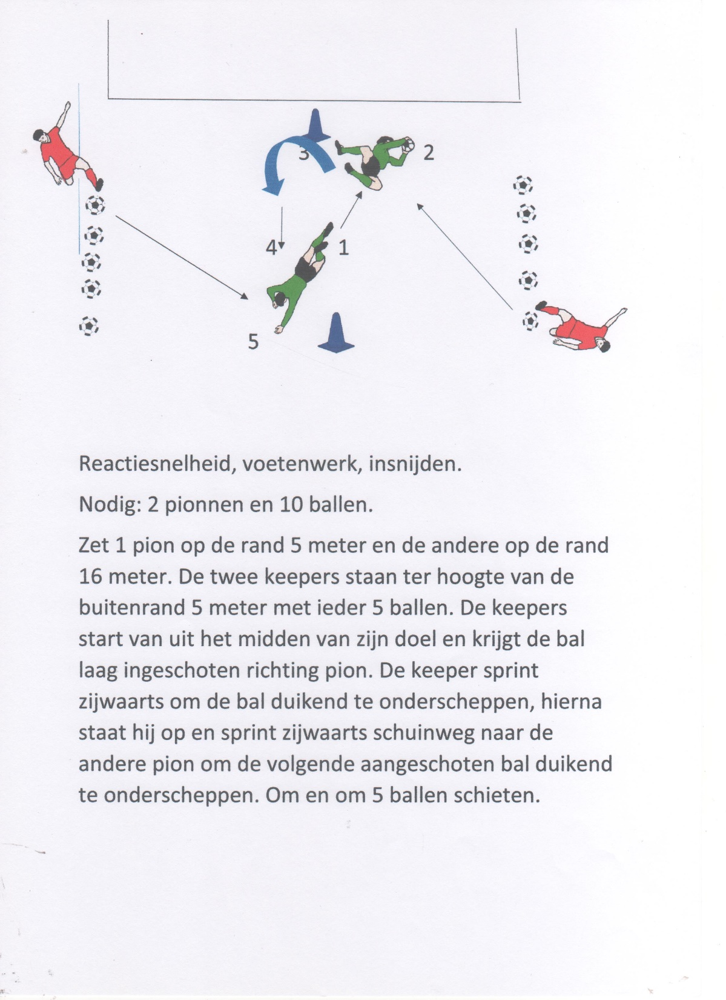 3
2
4
1
5
Reactiesnelheid, voetenwerk, insnijden.
Nodig: 2 pionnen en 10 ballen.
Zet 1 pion op de rand 5 meter en de andere op de rand
16 meter. De twee keepers staan ter hoogte van de
buitenrand 5 meter met ieder 5 ballen. De keepers
start van uit het midden van zijn doel en krijgt de bal
laag ingeschoten richting pion. De keeper sprint
zijwaarts om de bal duikend te onderscheppen, hierna
staat hij op en sprint zijwaarts schuinweg naar de
andere pion om de volgende aangeschoten bal duikend
te onderscheppen. Om en om 5 ballen schieten.